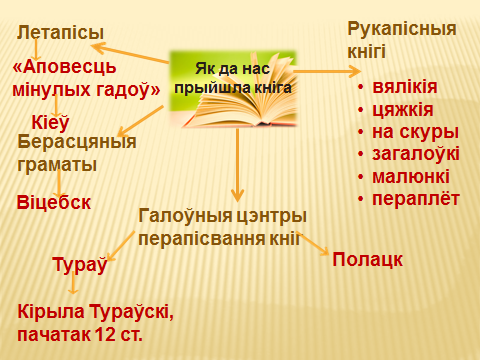 Летапісы
«Аповесць
мінулых гадоў»
Кіеў
Берасцяныя
граматы
Віцебск
Як да нас
прыйшла кніга
Рукапісныя
кнігі
• вялікія
• цяжкія
• на скуры
• загалоўкі
• малюнкі
• пераплёт
Галоўныя цэнтры
перапісвання кніг
Тураў
Полацк
Кірыла Тураўскі,
пачатак 12 ст.